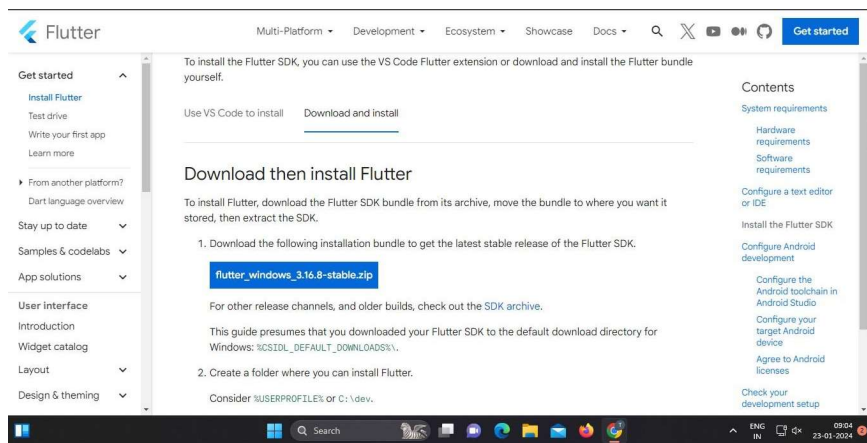 Flutter
Multi-Platform
Development
Ecosystem
Showcase
Docs
Get started
Get started
Install Flutter
Test drive
Write your first app
Learn more
From another platform?
Dart language overview
Stay up to date
Samples & codelabs
App solutions
User interface
Introduction
Widget catalog
Layout
Design & theming
To install the Flutter SDK, you can use the VS Code Flutter extension or download and install the Flutter bundle
yourself.
Use VS Code to install
Download and install
Download then install Flutter
To install Flutter, download the Flutter SDK bundle from its archive, move the bundle to where you want it
stored, then extract the SDK.
1. Download the following installation bundle to get the latest stable release of the Flutter SDK.
flutter_windows_3.16.8-stable.zip
For other release channels, and older builds, check out the SDK archive.
This guide presumes that you downloaded your Flutter SDK to the default download directory for
Windows: %CSIDL_DEFAULT_DOWNLOADS%\.
2. Create a folder where you can install Flutter.
Consider %USERPROFILE% or C:\dev.
Contents
System requirements
Hardware
requirements
Software
requirements
Configure a text editor
or IDE
Install the Flutter SDK
Configure Android
development
Configure the
Android toolchain in
Android Studio
Configure your
target Android
device
Agree to Android
licenses
Check your
development setup
Search
ENG
IN
09:04
23-01-2024